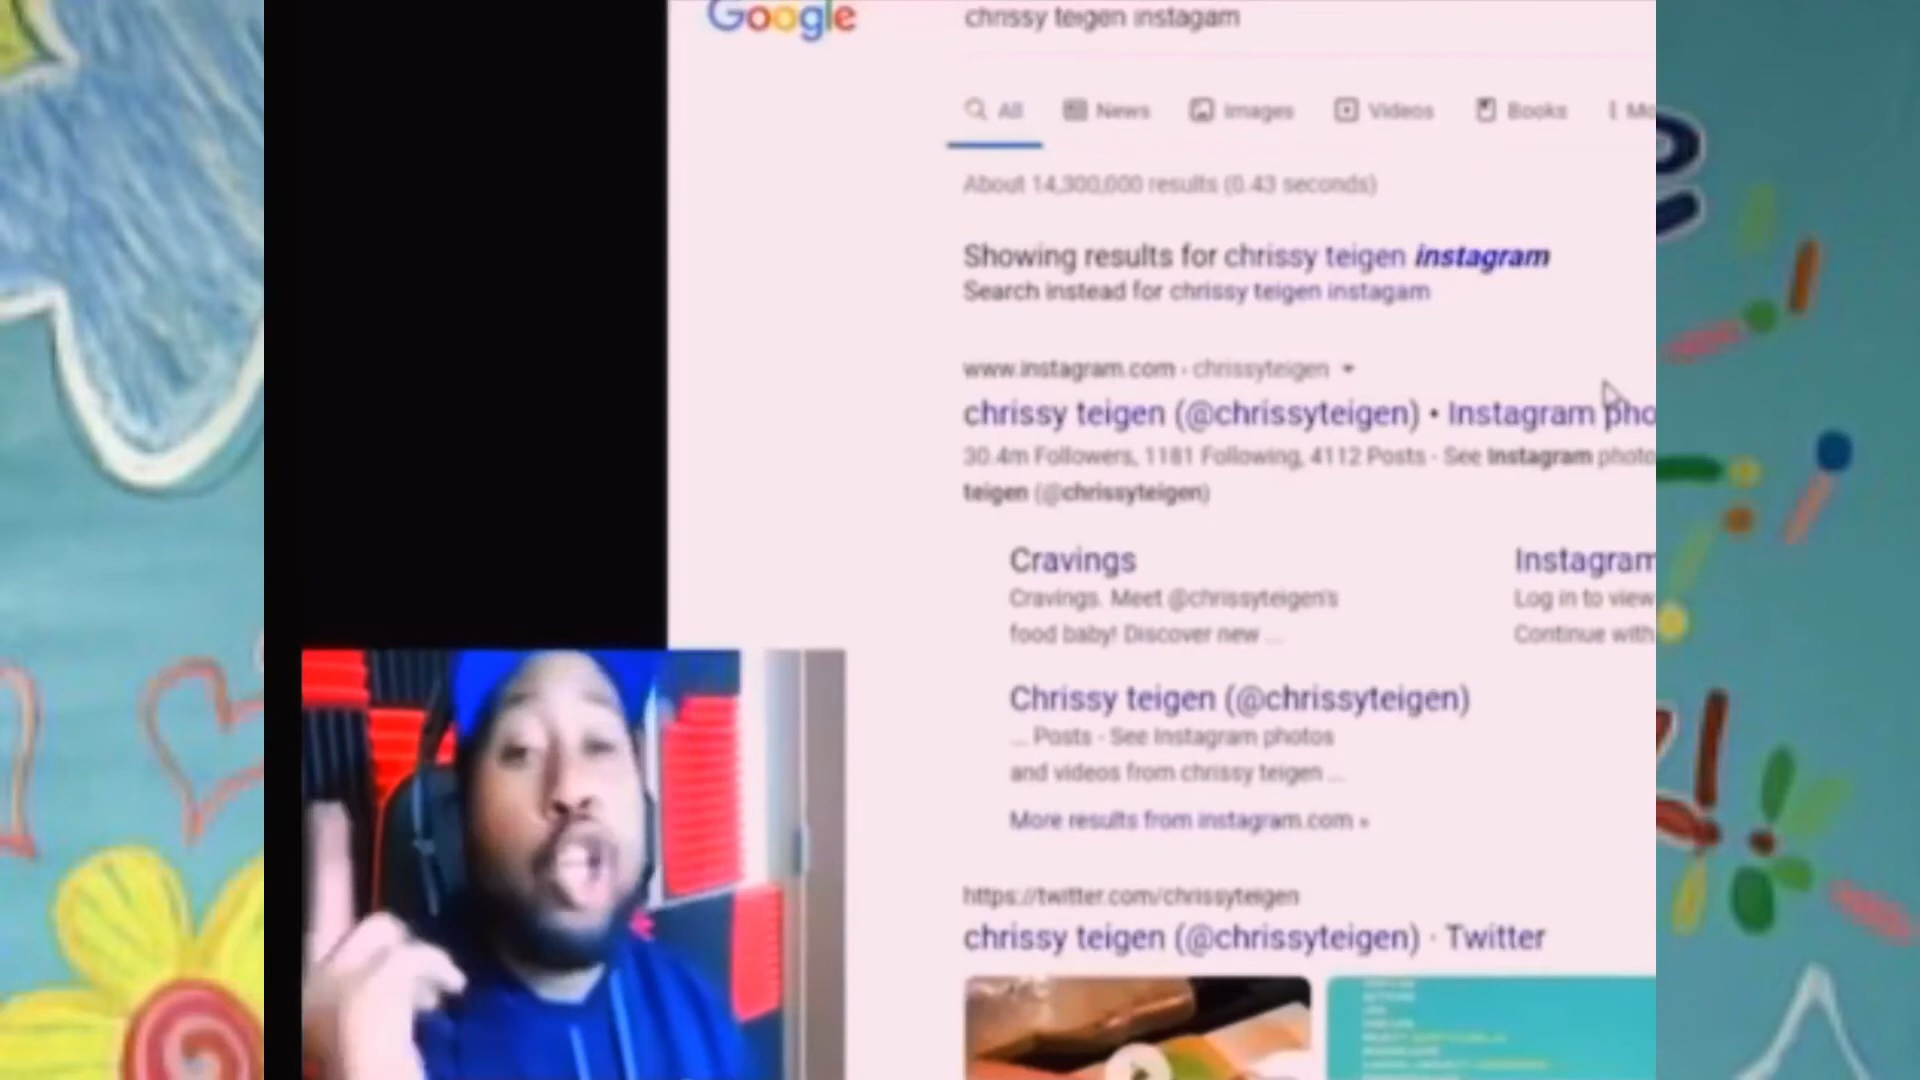 Google
chrissy teigen instagam
All News Images Videos Books
About 14,300,000 results (0.43 seconds)
Showing results for chrissy teigen instagram
Search instead for chrissy teigen instagam
www.instagram.com › chrissyteigen
chrissy teigen (@chrissyteigen) • Instagram pho
30.4m Followers, 1181 Following, 4112 Posts - See Instagram photo
teigen (@chrissyteigen)
Cravings
Cravings. Meet @chrissyteigen's
food baby! Discover new ...
Instagram
Log in to view
Continue with
Chrissy teigen (@chrissyteigen)
... Posts - See Instagram photos
and videos from chrissy teigen ...
More results from instagram.com »
https://twitter.com/chrissyteigen
chrissy teigen (@chrissyteigen) · Twitter